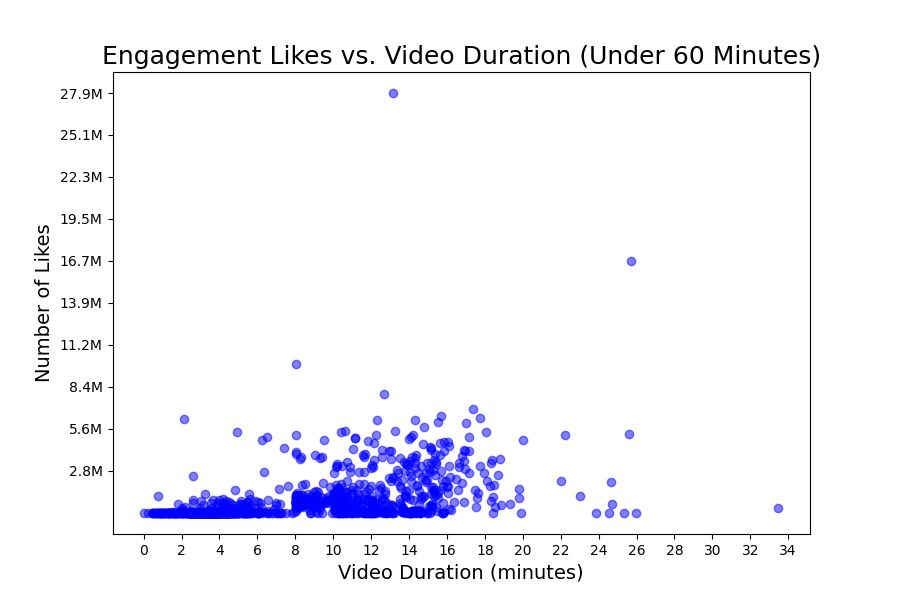 Engagement Likes vs. Video Duration (Under 60 Minutes)
27.9M
25.1M
22.3M
19.5M
16.7M
13.9M
11.2M
8.4M
5.6M
2.8M
Number of Likes
0 2 4 6 8 10 12 14 16 18 20 22 24 26 28 30 32 34
Video Duration (minutes)